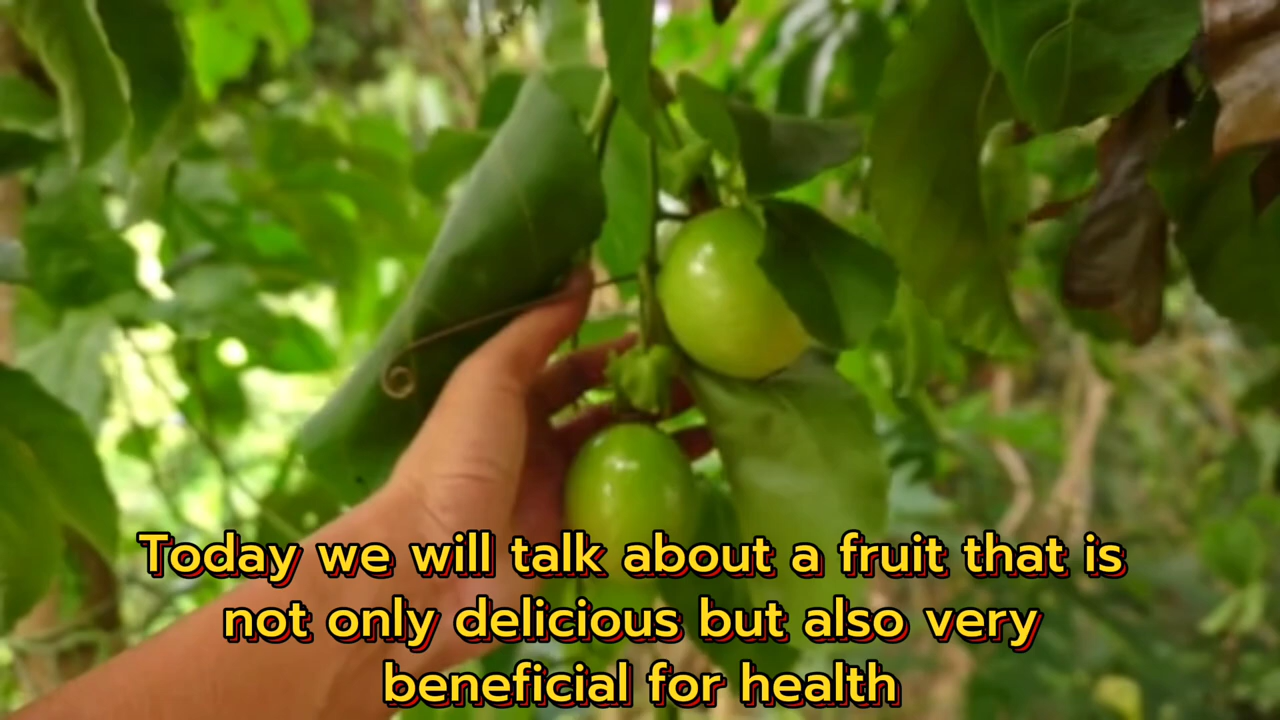 Today we will talk about a fruit that is
not only delicious but also very
beneficial for health